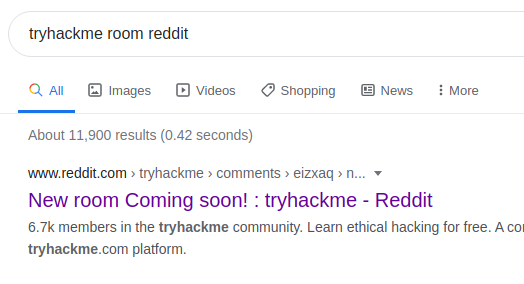 tryhackme room reddit
All Images Videos Shopping News More
About 11,900 results (0.42 seconds)
www.reddit.com › tryhackme › comments › eizxaq › n...
New room Coming soon! : tryhackme - Reddit
6.7k members in the tryhackme community. Learn ethical hacking for free. A
tryhackme.com platform.